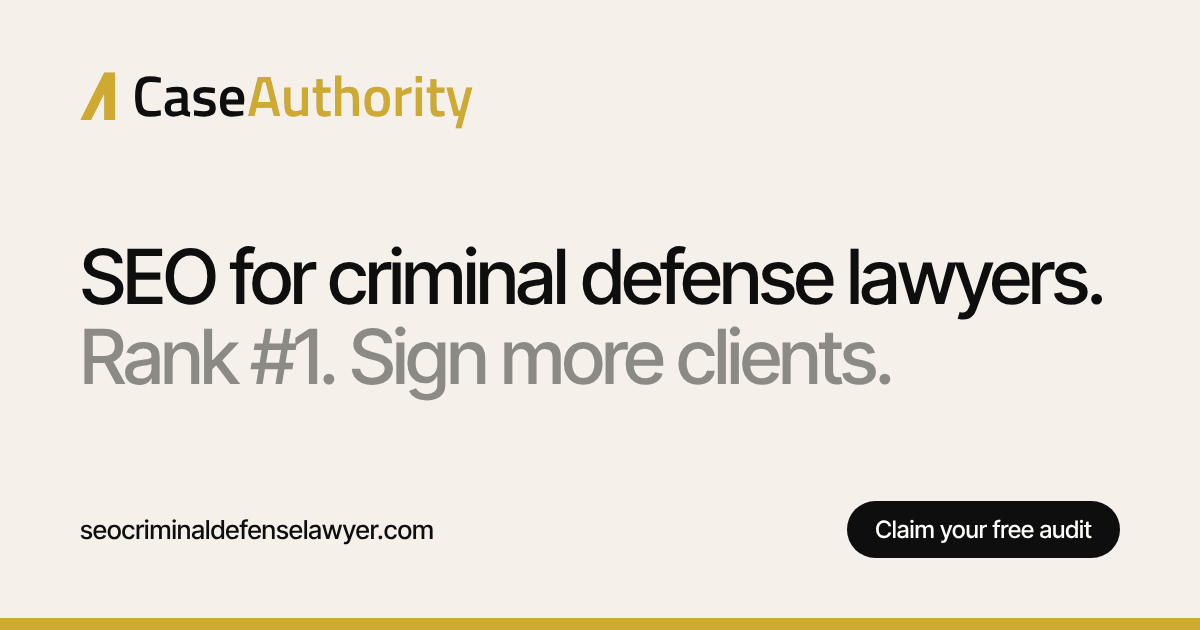 CaseAuthority
SEO for criminal defense lawyers.
Rank #1. Sign more clients.
seocriminaldefenselawyer.com
Claim your free audit